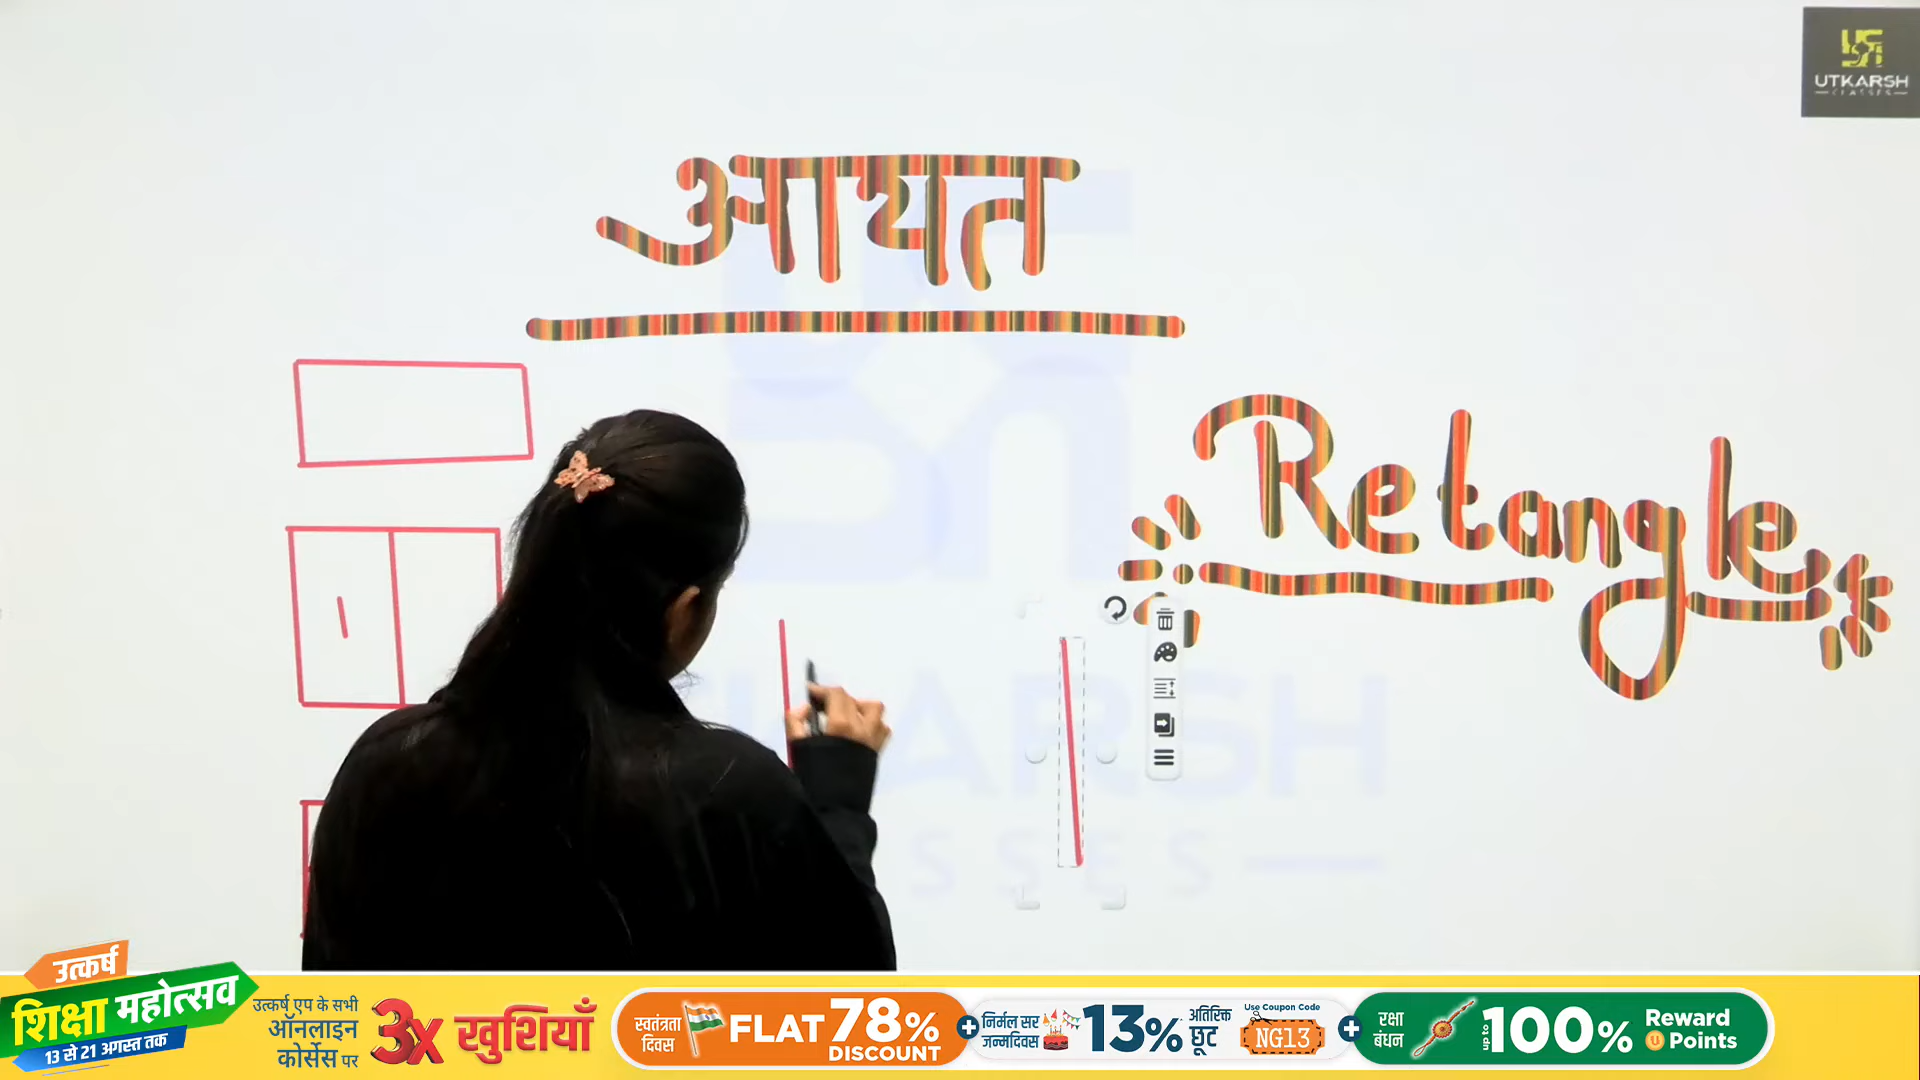 UTKARSH
CLASSES
आयत
Retangle
उत्कर्ष
शिक्षा महोत्सव
13 से 21 अगस्त तक
उत्कर्ष एप के सभी
ऑनलाइन
कोर्सेस पर
3x खुशियाँ
स्वतंत्रता
दिवस
FLAT 78%
DISCOUNT
+
निर्मल सर
जन्मदिवस
13%
अतिरिक्त
छूट
Use Coupon Code
NG13
+
रक्षा
बंधन
upto
100%
Reward
Points